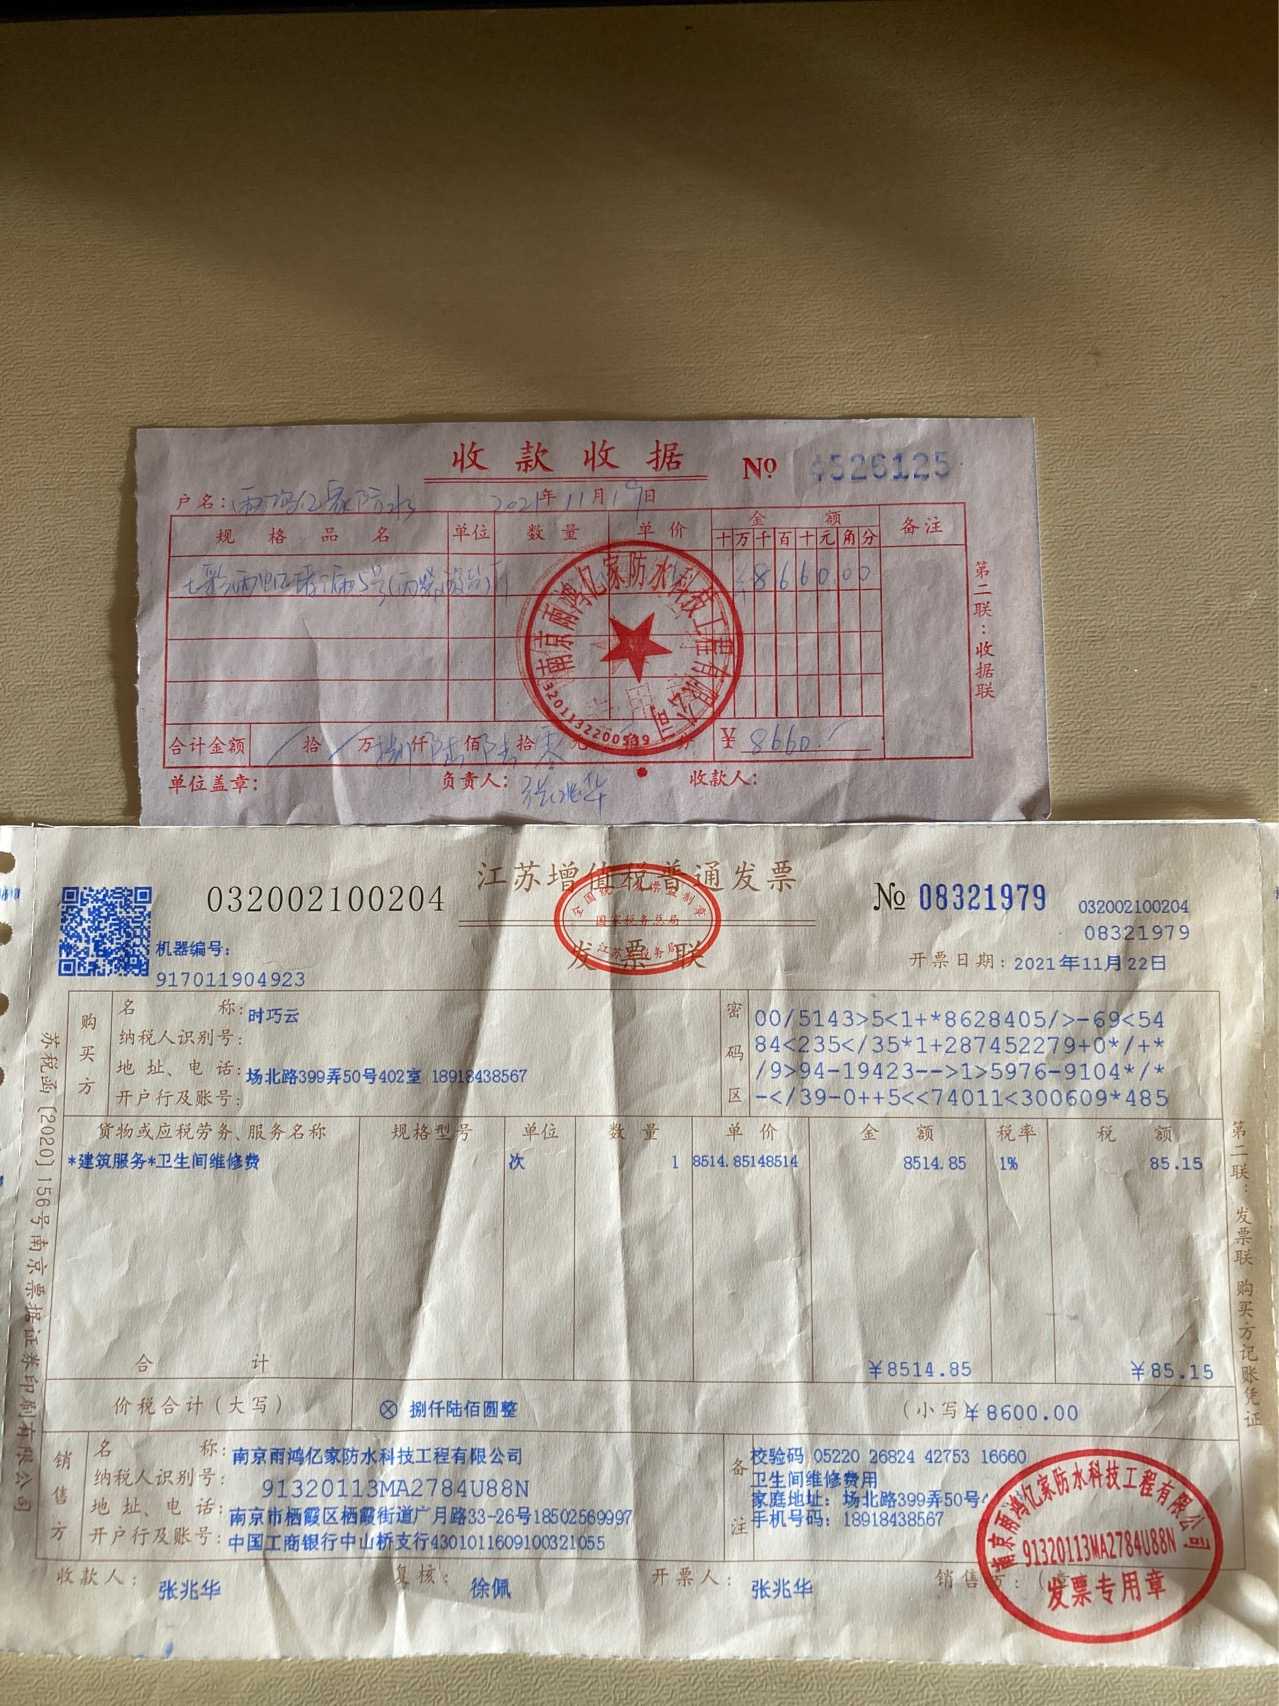 收款收据 № 4526125
户名: 雨鸿亿家防水 2021年11月19日
规格品名 单位 数量 单价 金额 备注
十万千百十元角分
8660.00
合计金额 拾 万捌仟陆佰陆拾零元 角 分 ¥8660.
单位盖章: 负责人: 张兆华 收款人:
第二联:收据联
南京雨鸿亿家防水科技工程有限公司
江苏增值税普通发票
发票联
032002100204
№ 08321979
032002100204
08321979
机器编号:
917011904923
开票日期: 2021年11月22日
购买方
名称: 时巧云
纳税人识别号:
地址、电话: 场北路399弄50号402室 18918438567
开户行及账号:
密码区
00/5143>5<1+*8628405/>-69<54
84<235</35*1+287452279+0*/+*
/9>94-19423-->1>5976-9104*/*
-</39-0++5<<74011<300609*485
货物或应税劳务、服务名称 规格型号 单位 数量 单价 金额 税率 税额
*建筑服务*卫生间维修费 次 1 8514.85148514 8514.85 1% 85.15
合计 ¥8514.85 ¥85.15
价税合计(大写) ⊗ 捌仟陆佰圆整 (小写)¥8600.00
销售方
名称: 南京雨鸿亿家防水科技工程有限公司
纳税人识别号: 91320113MA2784U88N
地址、电话: 南京市栖霞区栖霞街道广月路33-26号18502569997
开户行及账号: 中国工商银行中山桥支行4301011609100321055
备注
校验码 05220 26824 42753 16660
卫生间维修费用
家庭地址: 场北路399弄50号
手机号码: 18918438567
收款人: 张兆华 复核: 徐佩 开票人: 张兆华 销售方:(章)
南京雨鸿亿家防水科技工程有限公司
91320113MA2784U88N
发票专用章
苏税函[2020]156号南京票据证券印刷有限公司
第二联:发票联 购买方记账凭证